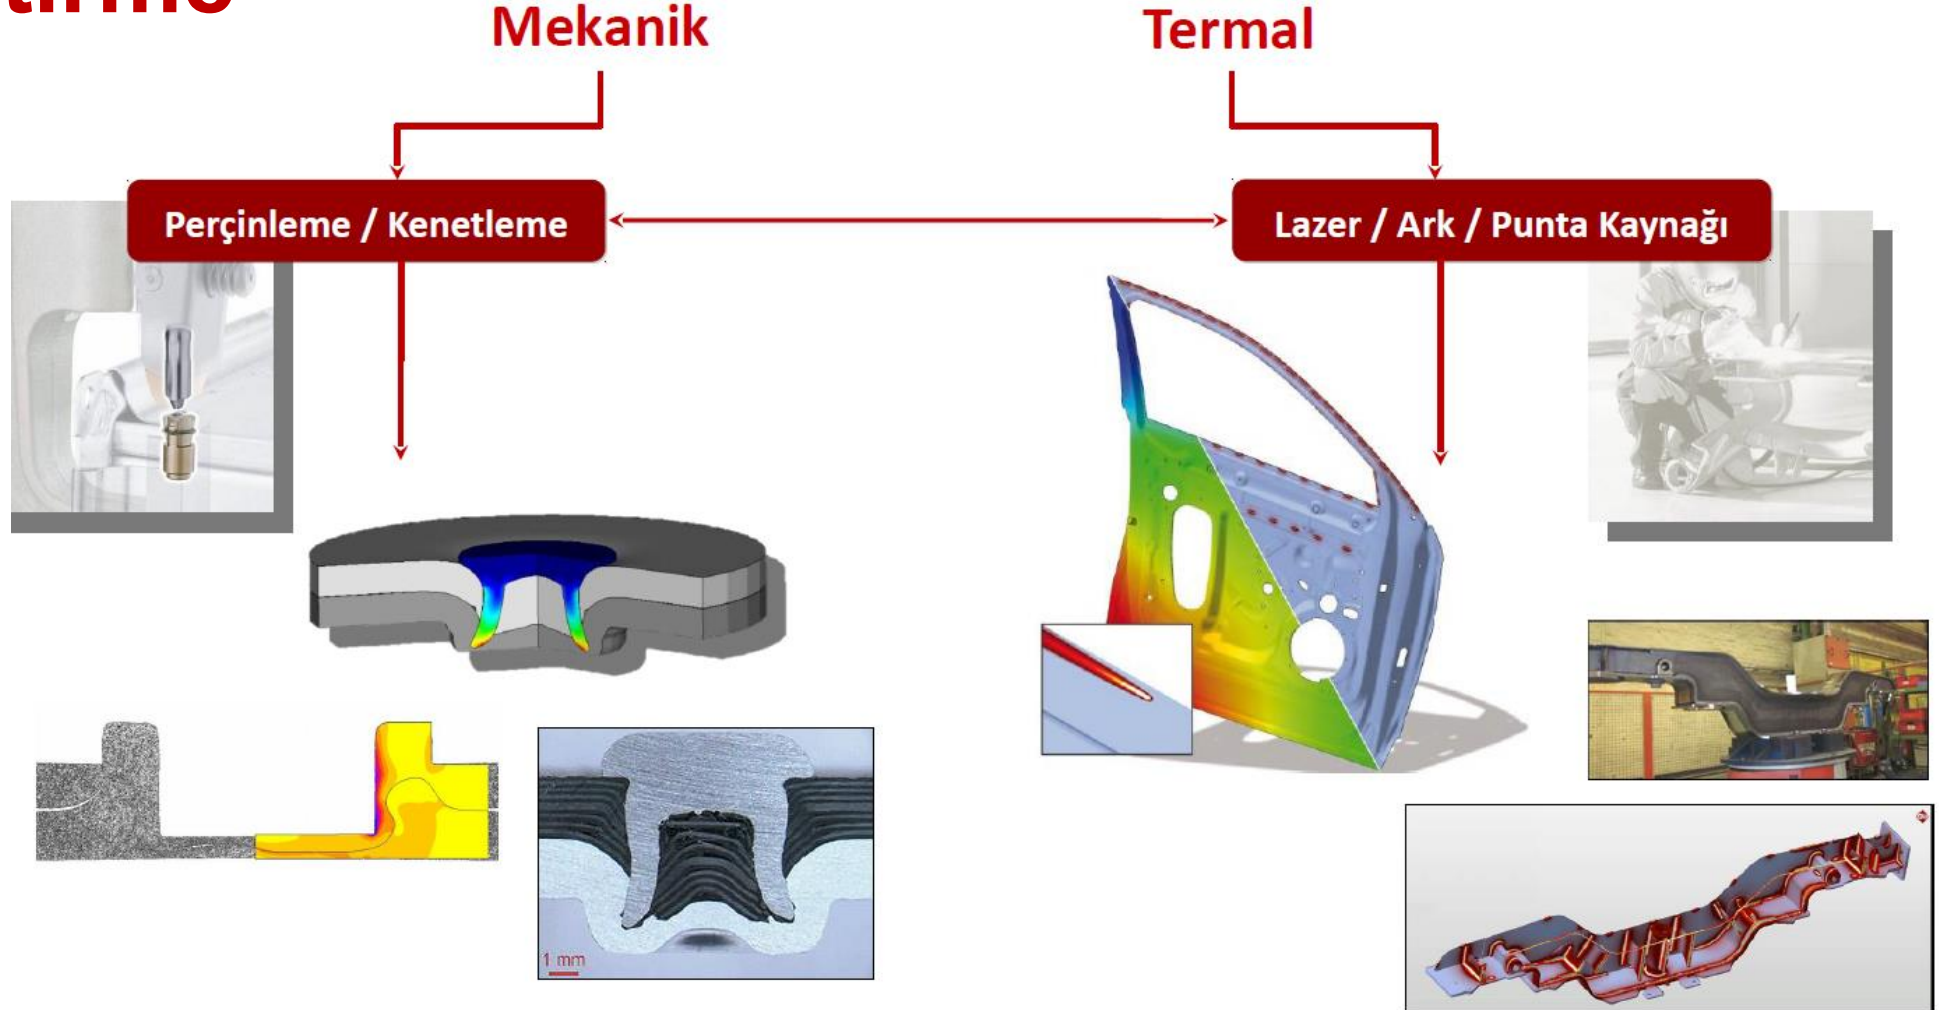 Mekanik
Termal
Perçinleme / Kenetleme
Lazer / Ark / Punta Kaynağı
1 mm